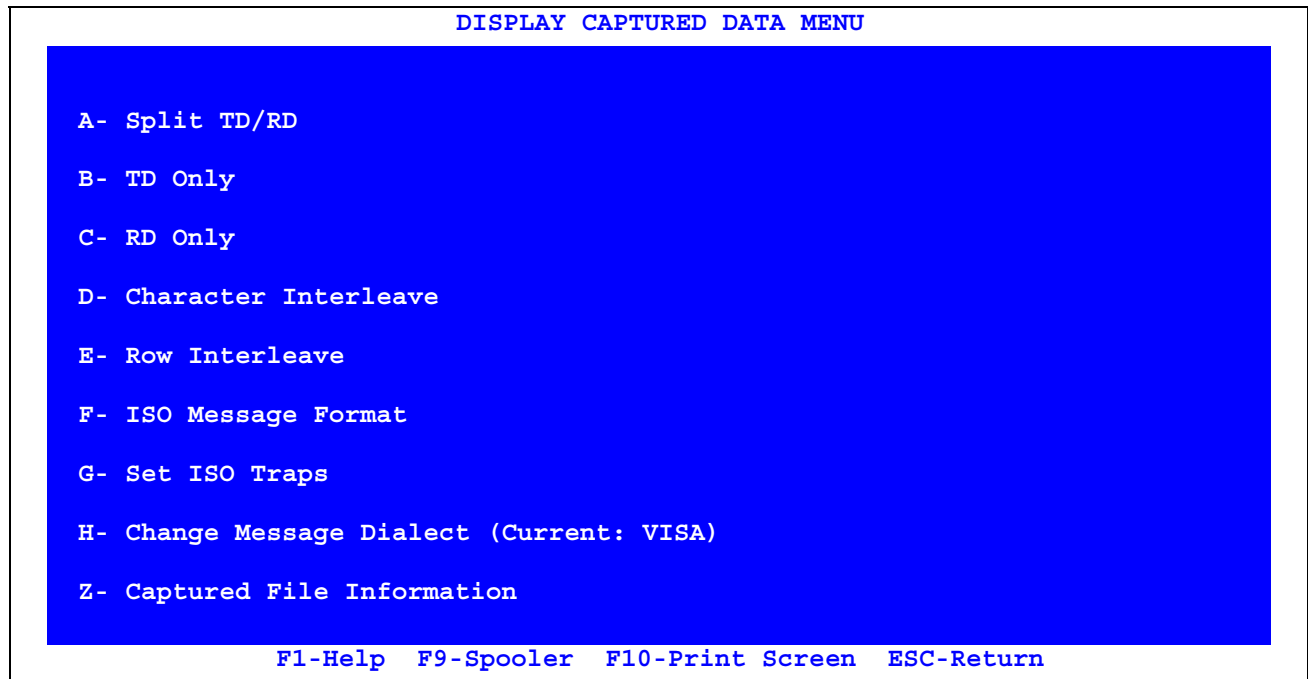 DISPLAY CAPTURED DATA MENU
A- Split TD/RD
B- TD Only
C- RD Only
D- Character Interleave
E- Row Interleave
F- ISO Message Format
G- Set ISO Traps
H- Change Message Dialect (Current: VISA)
Z- Captured File Information
F1-Help F9-Spooler F10-Print Screen ESC-Return